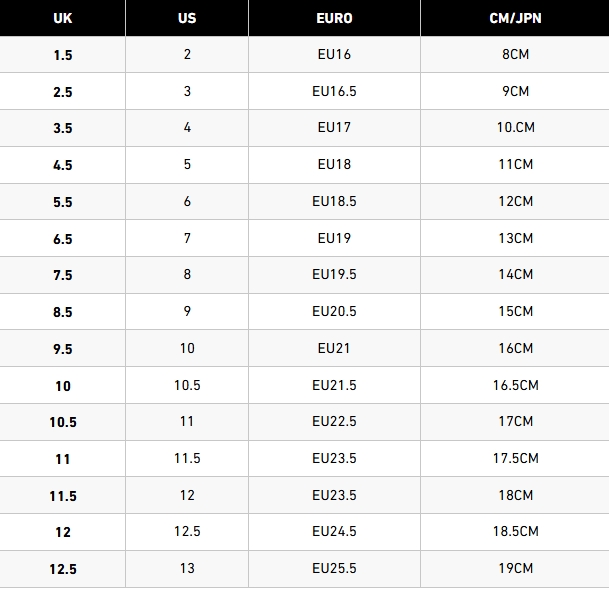 UK US EURO CM/JPN
1.5 2 EU16 8CM
2.5 3 EU16.5 9CM
3.5 4 EU17 10.CM
4.5 5 EU18 11CM
5.5 6 EU18.5 12CM
6.5 7 EU19 13CM
7.5 8 EU19.5 14CM
8.5 9 EU20.5 15CM
9.5 10 EU21 16CM
10 10.5 EU21.5 16.5CM
10.5 11 EU22.5 17CM
11 11.5 EU23.5 17.5CM
11.5 12 EU23.5 18CM
12 12.5 EU24.5 18.5CM
12.5 13 EU25.5 19CM